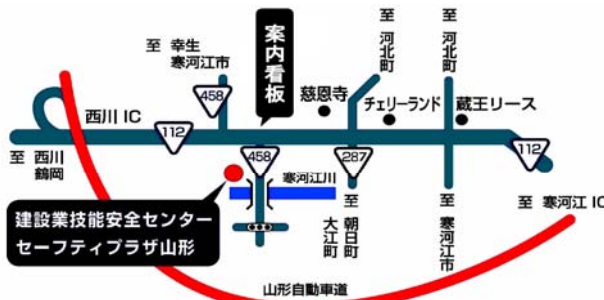 至 幸生
寒河江市
案内看板
至 河北町
至 河北町
458
慈恩寺
チェリーランド
蔵王リース
西川 IC
112
至 西川
鶴岡
458
287
112
寒河江川
至 朝日町
大江町
至 寒河江市
至 寒河江 IC
建設業技能安全センター
セーフティプラザ山形
山形自動車道